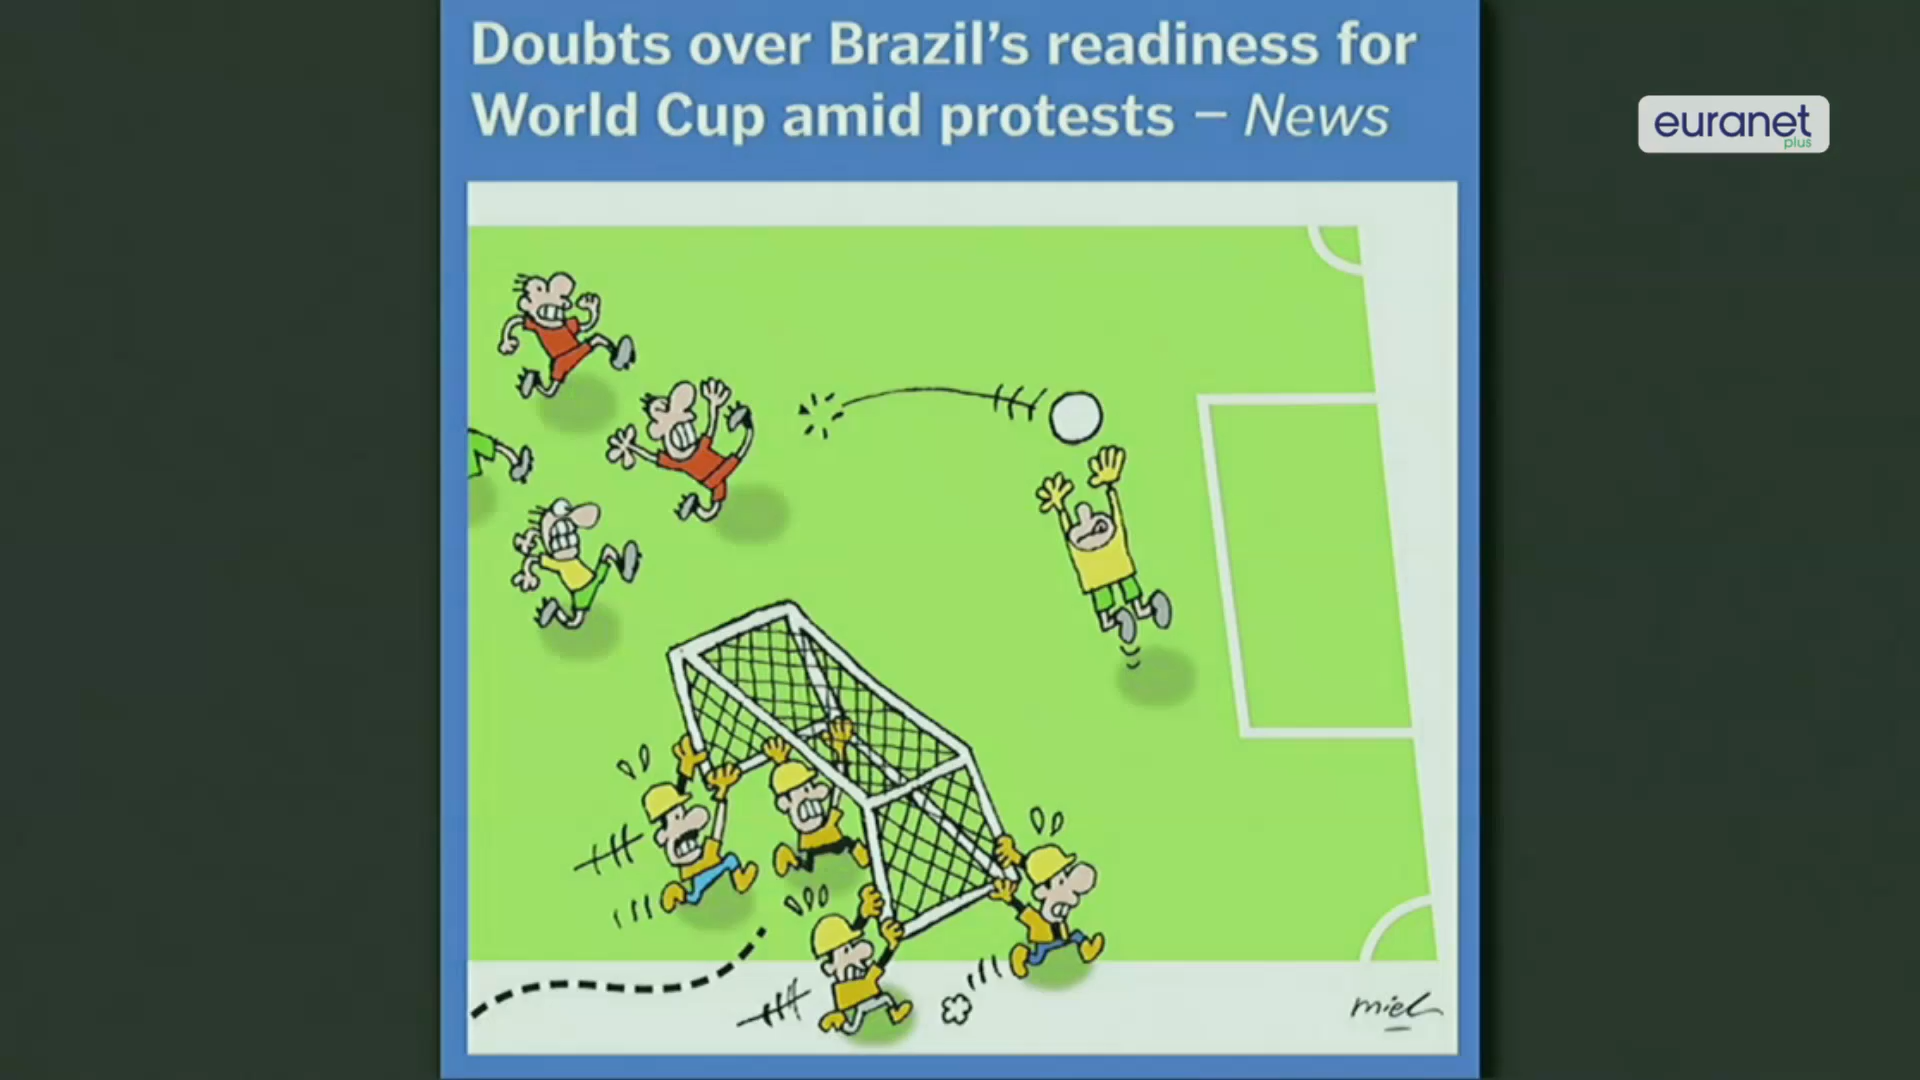 Doubts over Brazil's readiness for
World Cup amid protests – News
euranet
plus
miel